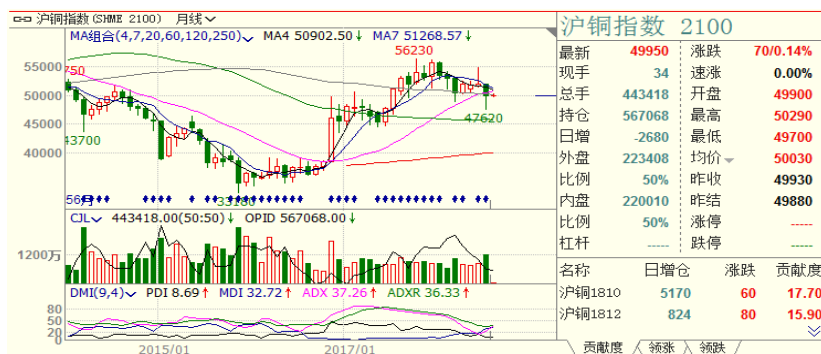 沪铜指数(SHME 2100) 月线
MA组合(4,7,20,60,120,250) MA4 50902.50↓ MA7 51268.57↓
56230
750
55000
50000
45000
40000
43700
47620
33180
CJL 443418.00(50:50)↓ OPID 567068.00↓
1200万
DMI(9,4) PDI 8.69↑ MDI 32.72↑ ADX 37.26↑ ADXR 36.33↑
80
50
20
0
2015/01 2017/01
沪铜指数 2100
最新 49950 涨跌 70/0.14%
现手 34 速涨 0.00%
总手 443418 开盘 49900
持仓 567068 最高 50290
日增 -2680 最低 49700
外盘 223408 均价 50030
比例 50% 昨收 49930
内盘 220010 昨结 49880
比例 50% 涨停 -----
杠杆 ----- 跌停 -----
名称 日增仓 涨跌 贡献度
沪铜1810 5170 60 17.70
沪铜1812 824 80 15.90
贡献度 领涨 领跌